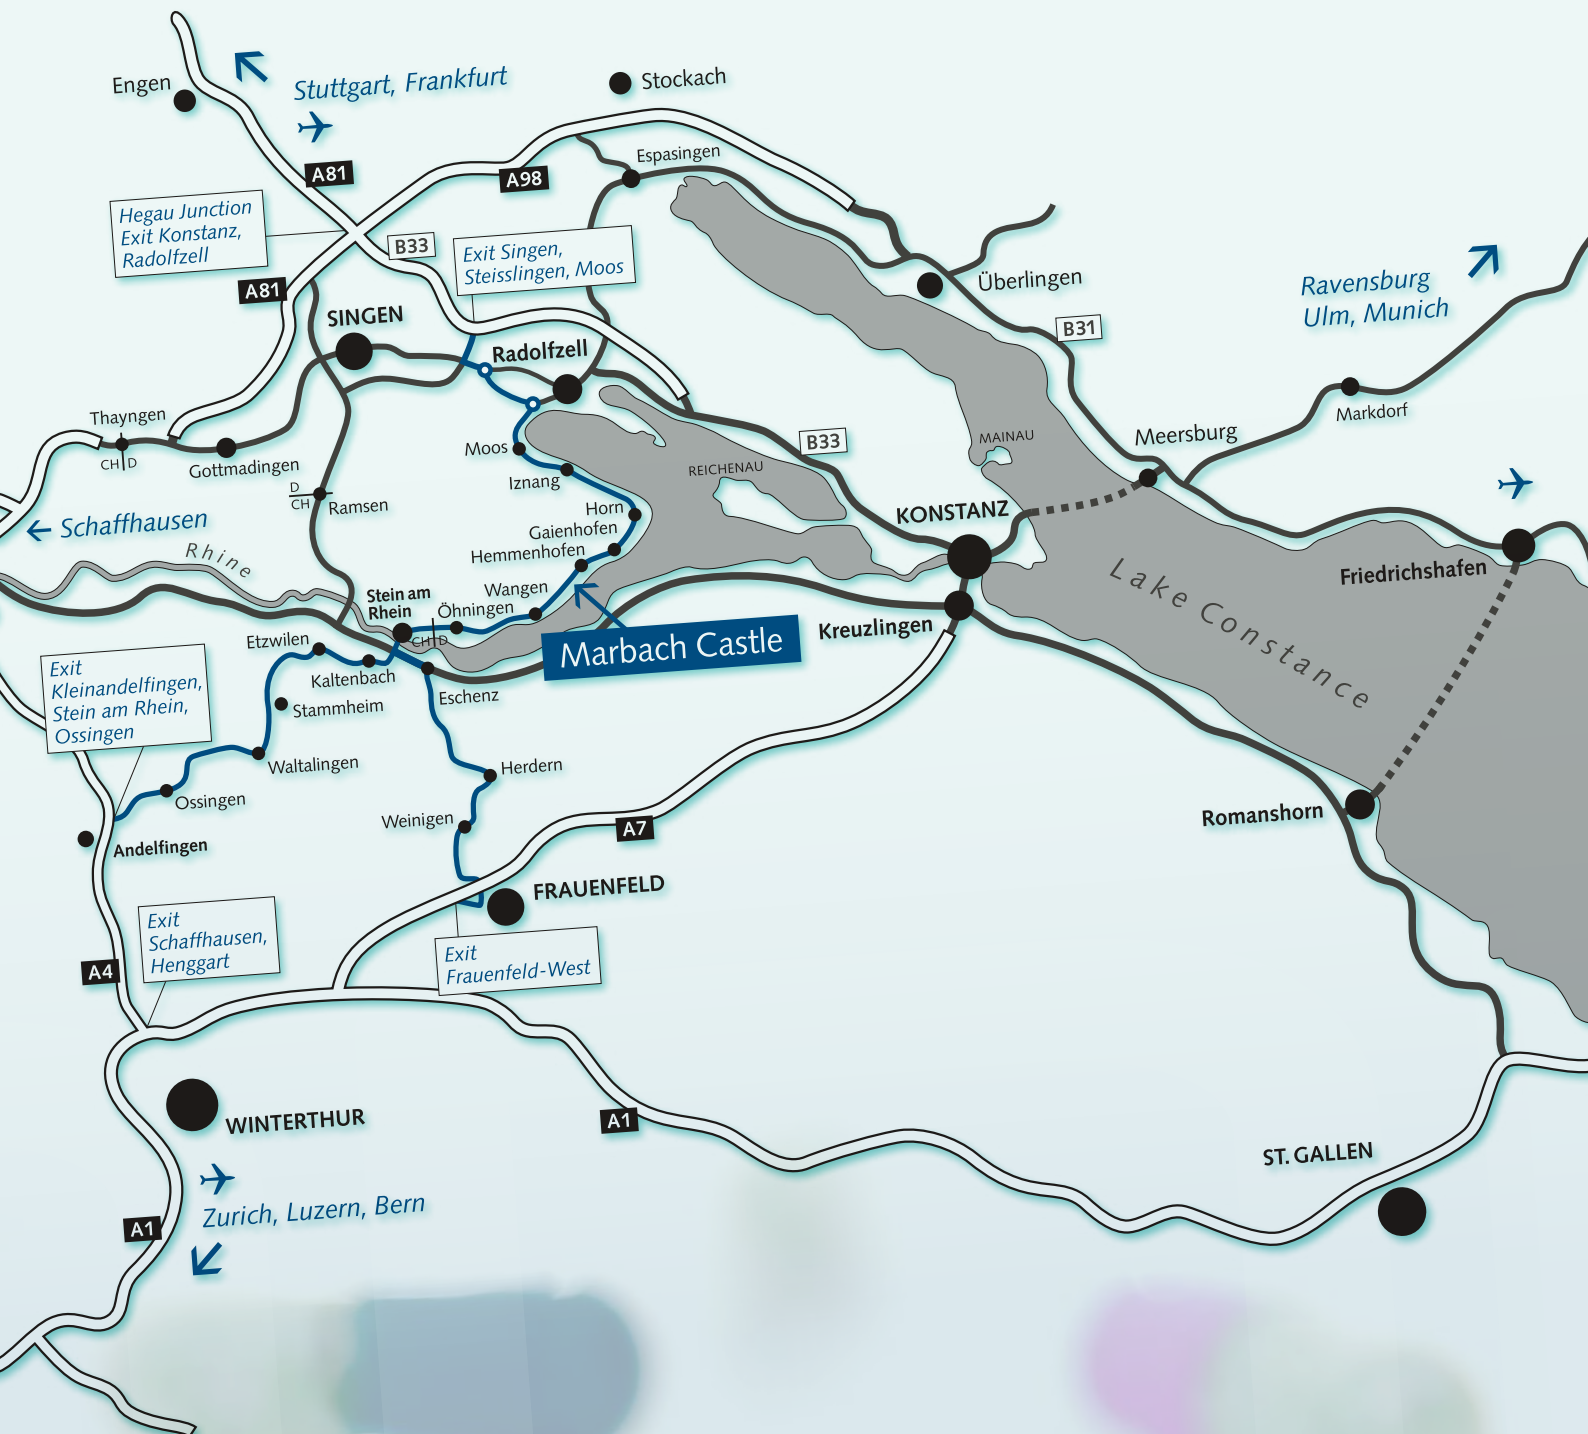 Engen
Stuttgart, Frankfurt
Stockach
A81
A98
Espasingen
Hegau Junction
Exit Konstanz,
Radolfzell
B33
Exit Singen,
Steisslingen, Moos
A81
Überlingen
Ravensburg
Ulm, Munich
SINGEN
B31
Radolfzell
Thayngen
Markdorf
Meersburg
MAINAU
B33
Moos
CH D
Gottmadingen
REICHENAU
Iznang
D
CH
Ramsen
Horn
KONSTANZ
Schaffhausen
Gaienhofen
Rhine
Hemmenhofen
Friedrichshafen
Lake Constance
Wangen
Stein am
Rhein
Öhningen
Kreuzlingen
CH D
Etzwilen
Marbach Castle
Kaltenbach
Exit
Kleinandelfingen,
Stein am Rhein,
Ossingen
Eschenz
Stammheim
Waltalingen
Herdern
Ossingen
Weinigen
Romanshorn
A7
Andelfingen
FRAUENFELD
Exit
Schaffhausen,
Henggart
Exit
Frauenfeld-West
A4
WINTERTHUR
A1
ST. GALLEN
Zurich, Luzern, Bern
A1